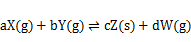 aX(g) + bY(g) ⇌ cZ(s) + dW(g)